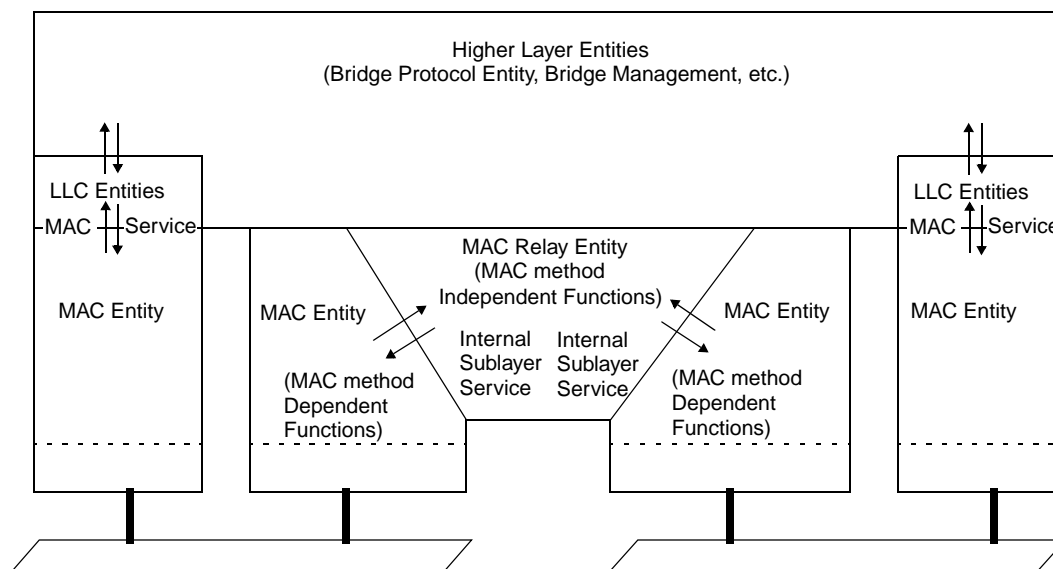 Higher Layer Entities
(Bridge Protocol Entity, Bridge Management, etc.)
LLC Entities
MAC Service
MAC Entity
MAC Entity
(MAC method
Dependent
Functions)
MAC Relay Entity
(MAC method
Independent Functions)
Internal
Sublayer
Service
Internal
Sublayer
Service
MAC Entity
(MAC method
Dependent
Functions)
LLC Entities
MAC Service
MAC Entity